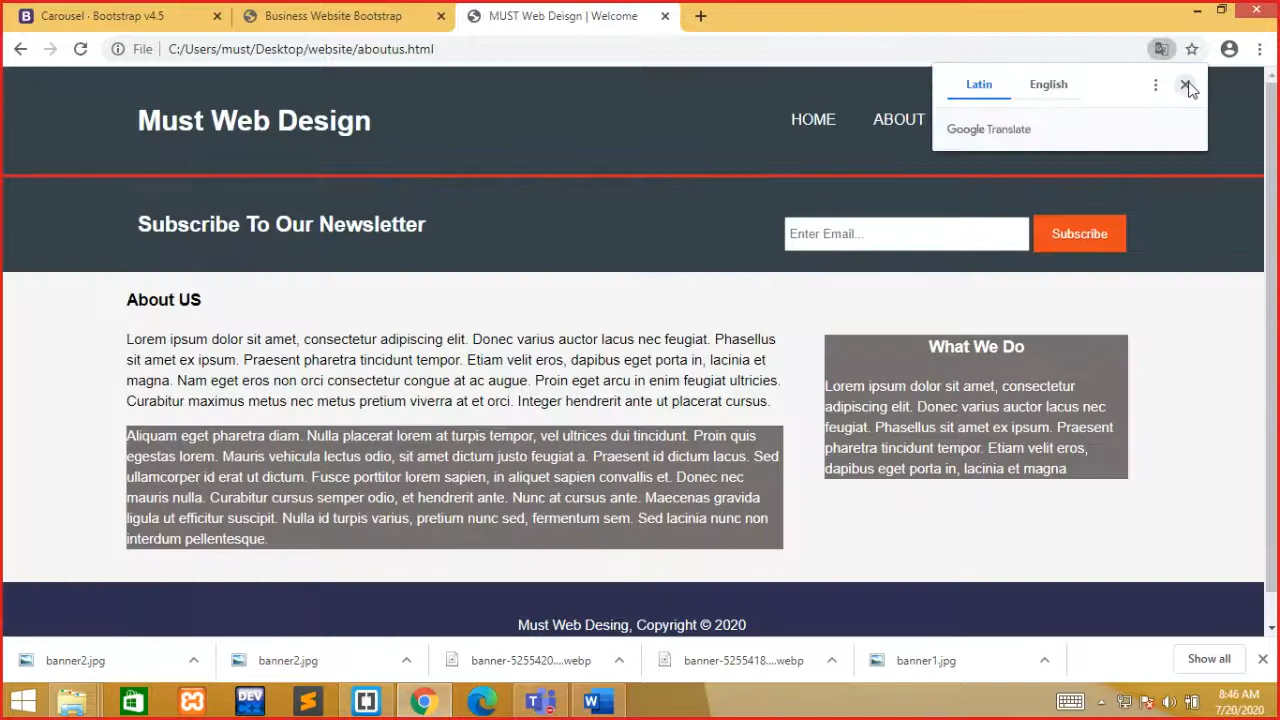 Carousel · Bootstrap v4.5
Business Website Bootstrap
MUST Web Deisgn | Welcome
File
C:/Users/must/Desktop/website/aboutus.html
Latin
English
Google Translate
Must Web Design
HOME
ABOUT
Subscribe To Our Newsletter
Enter Email...
Subscribe
About US
Lorem ipsum dolor sit amet, consectetur adipiscing elit. Donec varius auctor lacus nec feugiat. Phasellus
sit amet ex ipsum. Praesent pharetra tincidunt tempor. Etiam velit eros, dapibus eget porta in, lacinia et
magna. Nam eget eros non orci consectetur congue at ac augue. Proin eget arcu in enim feugiat ultricies.
Curabitur maximus metus nec metus pretium viverra at et orci. Integer hendrerit ante ut placerat cursus.
Aliquam eget pharetra diam. Nulla placerat lorem at turpis tempor, vel ultrices dui tincidunt. Proin quis
egestas lorem. Mauris vehicula lectus odio, sit amet dictum justo feugiat a. Praesent id dictum lacus. Sed
ullamcorper id erat ut dictum. Fusce porttitor lorem sapien, in aliquet sapien convallis et. Donec nec
mauris nulla. Curabitur cursus semper odio, et hendrerit ante. Nunc at cursus ante. Maecenas gravida
ligula ut efficitur suscipit. Nulla id turpis varius, pretium nunc sed, fermentum sem. Sed lacinia nunc non
interdum pellentesque.
What We Do
Lorem ipsum dolor sit amet, consectetur
adipiscing elit. Donec varius auctor lacus nec
feugiat. Phasellus sit amet ex ipsum. Praesent
pharetra tincidunt tempor. Etiam velit eros,
dapibus eget porta in, lacinia et magna
Must Web Desing, Copyright © 2020
banner2.jpg
banner2.jpg
banner-5255420....webp
banner-5255418....webp
banner1.jpg
Show all
DEV
8:46 AM
7/20/2020